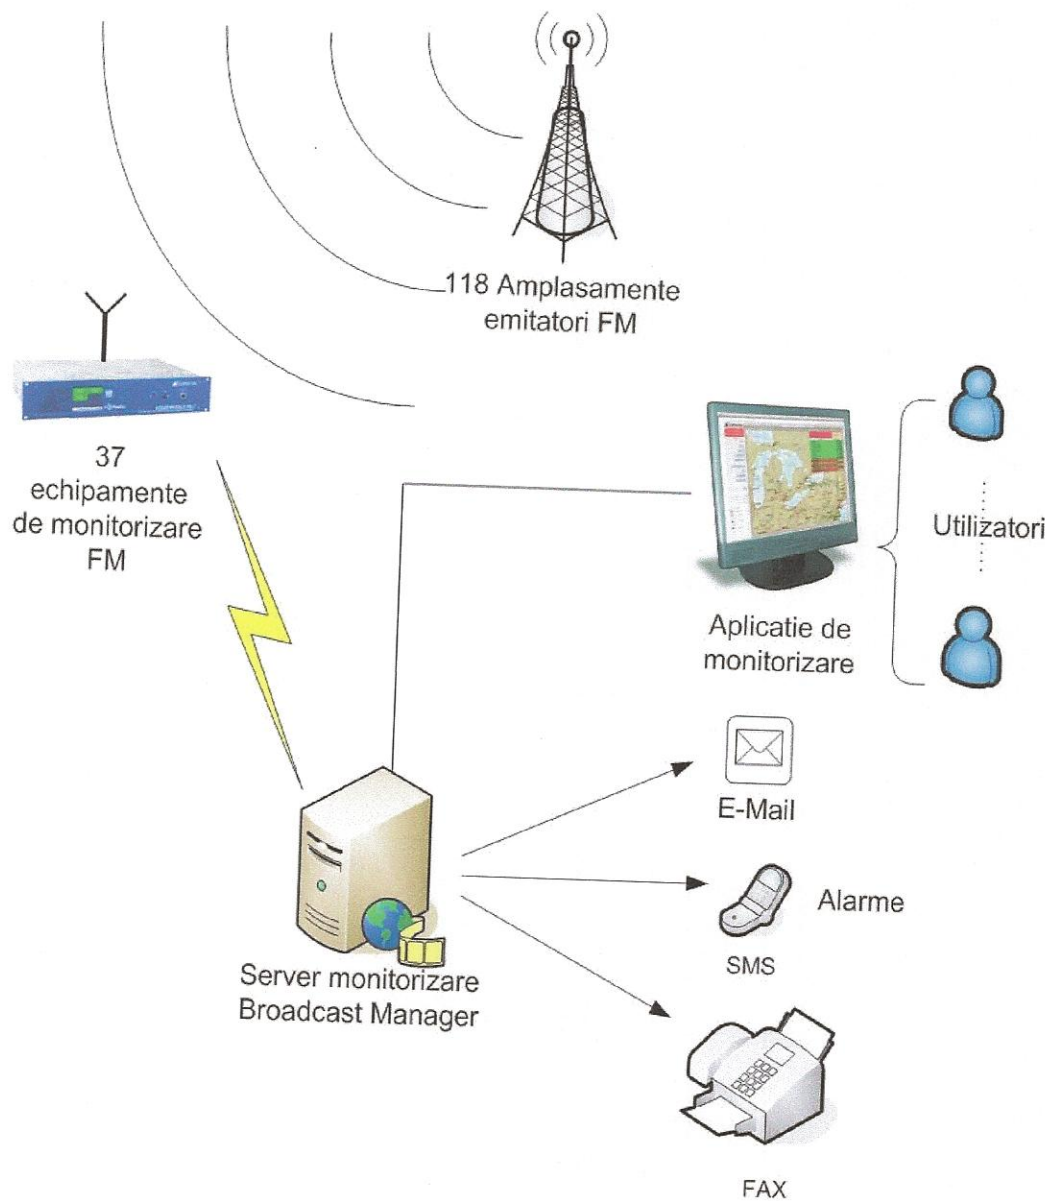 118 Amplasamente
emitatori FM
37
echipamente
de monitorizare
FM
Utilizatori
Aplicatie de
monitorizare
E-Mail
Alarme
SMS
Server monitorizare
Broadcast Manager
FAX